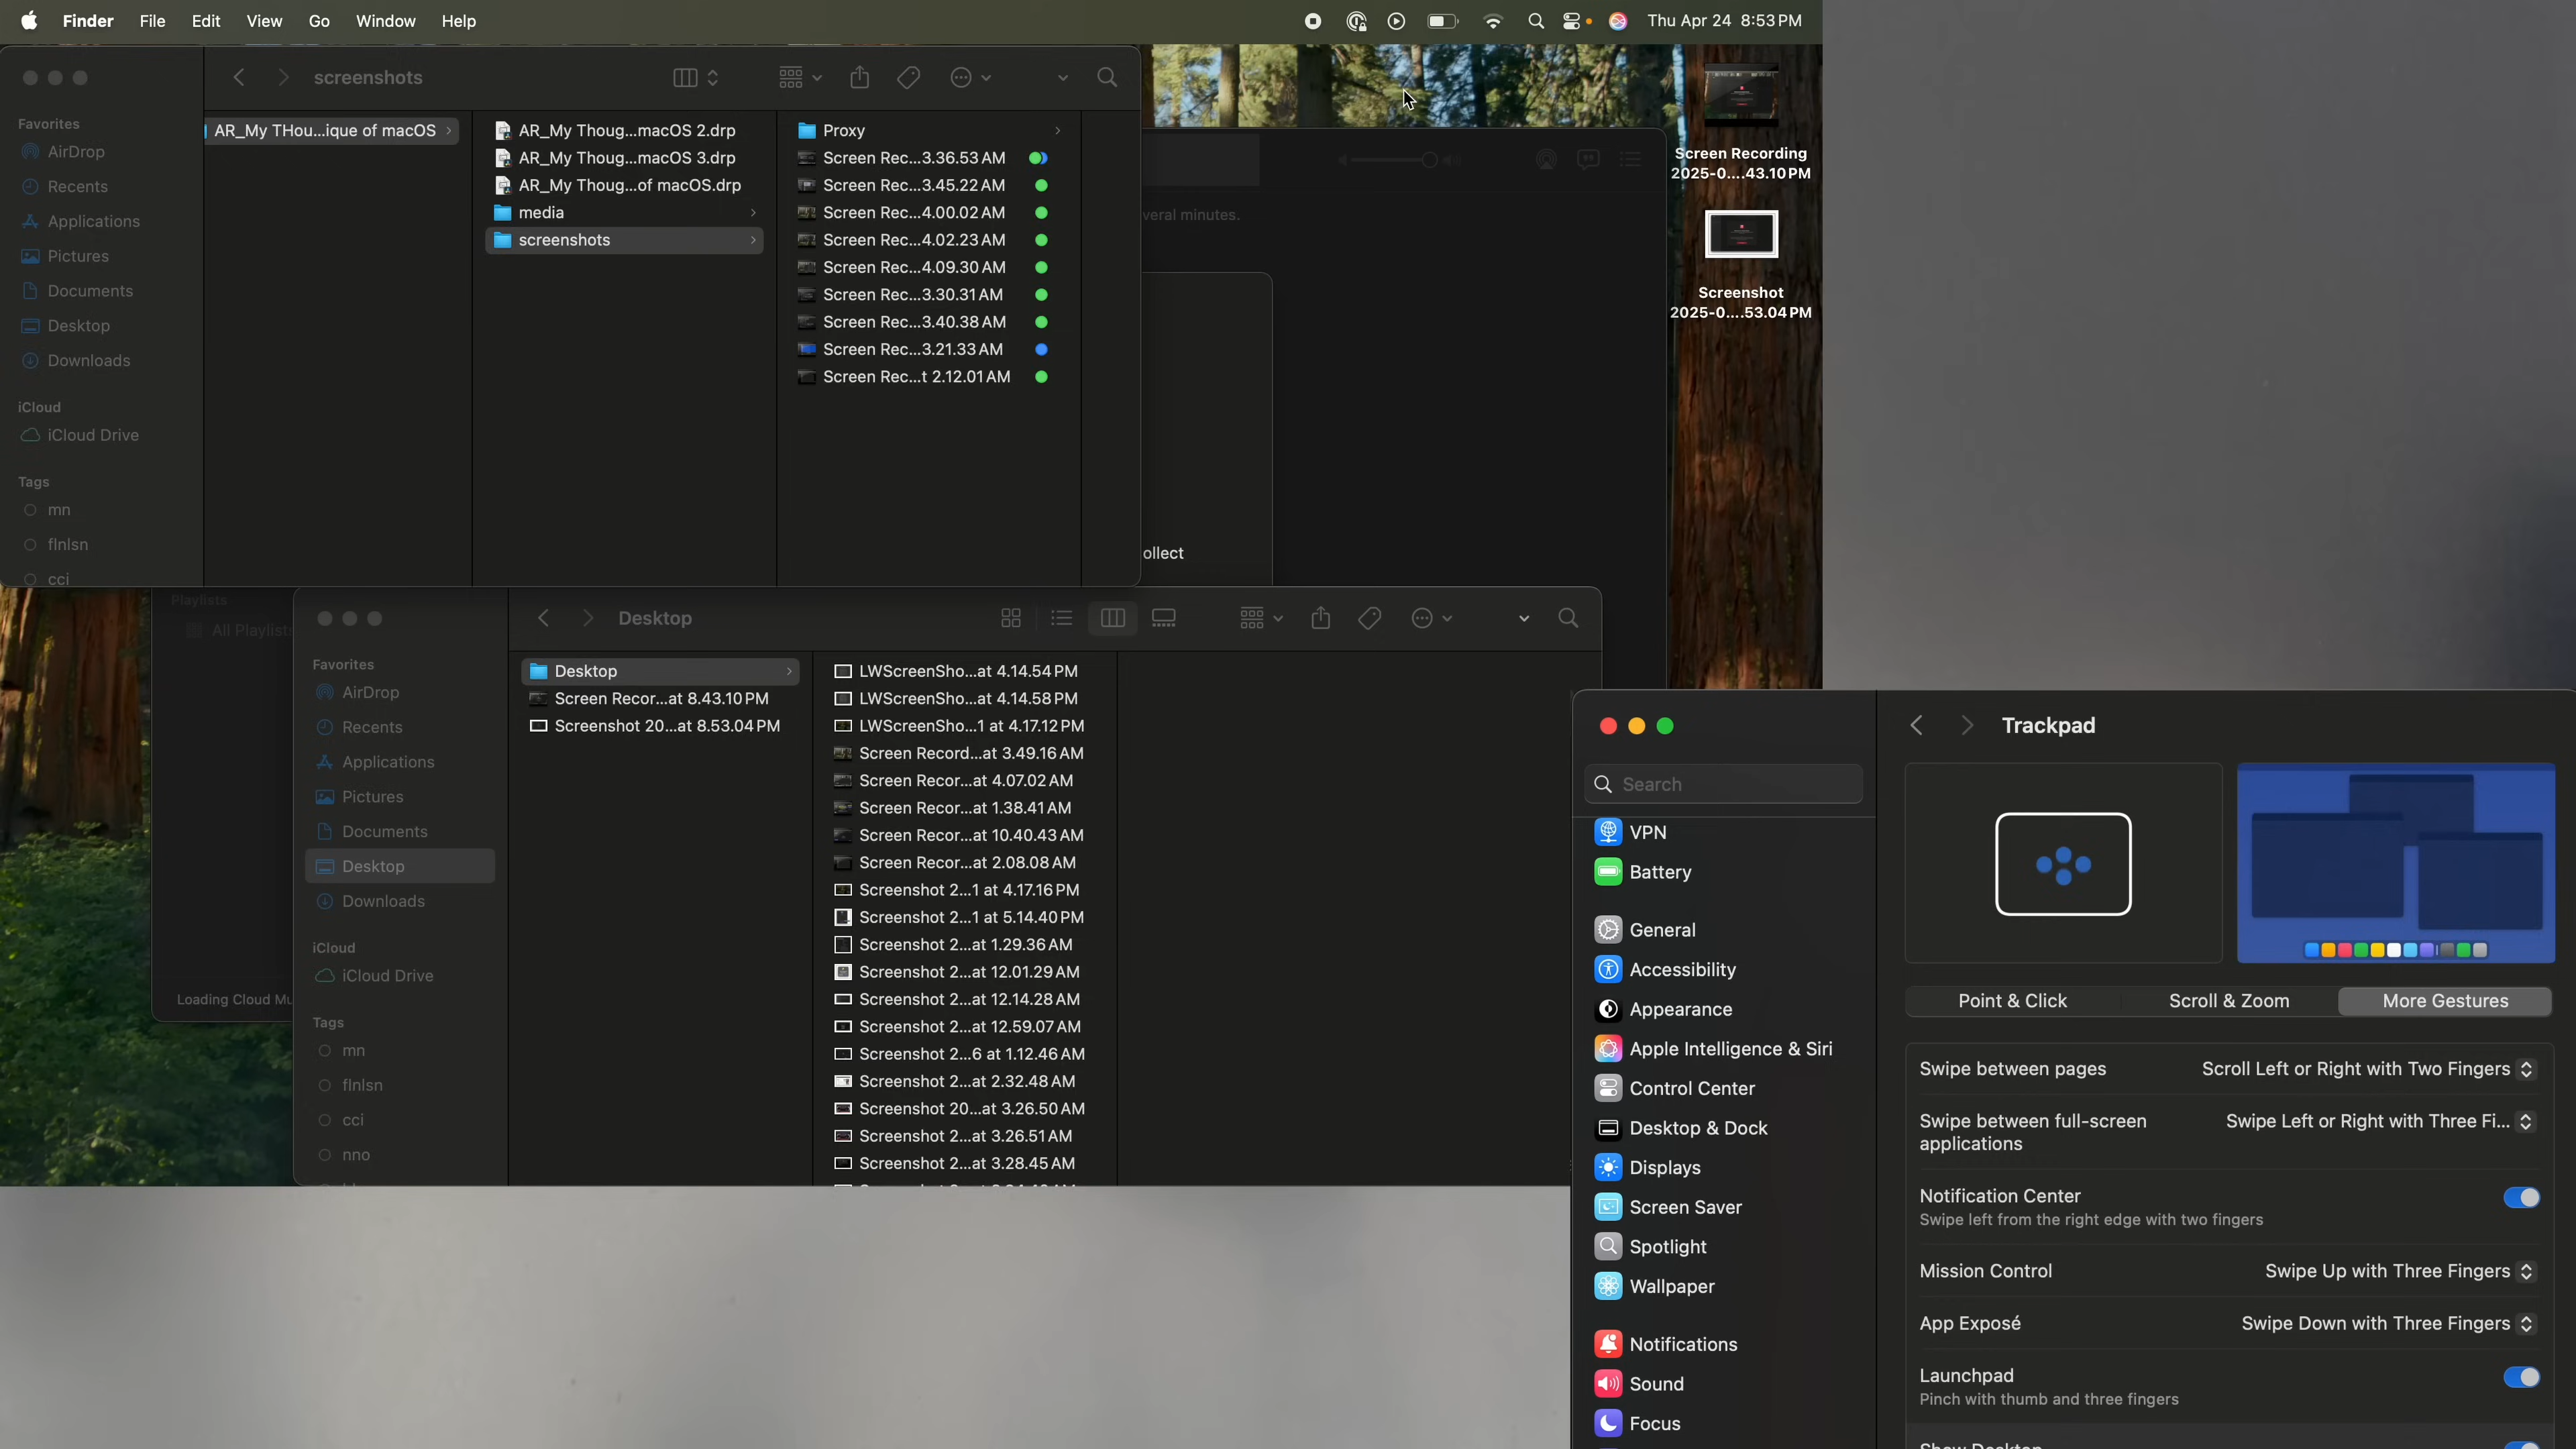 Finder File Edit View Go Window Help
Thu Apr 24 8:53 PM
screenshots
Favorites
AirDrop
Recents
Applications
Pictures
Documents
Desktop
Downloads
iCloud
iCloud Drive
Tags
mn
flnlsn
cci
AR_My THou...ique of macOS
AR_My Thoug...macOS 2.drp
AR_My Thoug...macOS 3.drp
AR_My Thoug...of macOS.drp
media
screenshots
Proxy
Screen Rec...3.36.53 AM
Screen Rec...3.45.22 AM
Screen Rec...4.00.02 AM
Screen Rec...4.02.23 AM
Screen Rec...4.09.30 AM
Screen Rec...3.30.31 AM
Screen Rec...3.40.38 AM
Screen Rec...3.21.33 AM
Screen Rec...t 2.12.01 AM
veral minutes.
ollect
Screen Recording
2025-0....43.10 PM
Screenshot
2025-0....53.04 PM
Playlists
All Playlists
Loading Cloud Mu
Desktop
Favorites
AirDrop
Recents
Applications
Pictures
Documents
Desktop
Downloads
iCloud
iCloud Drive
Tags
mn
flnlsn
cci
nno
Desktop
Screen Recor...at 8.43.10 PM
Screenshot 20...at 8.53.04 PM
LWScreenSho...at 4.14.54 PM
LWScreenSho...at 4.14.58 PM
LWScreenSho...1 at 4.17.12 PM
Screen Record...at 3.49.16 AM
Screen Recor...at 4.07.02 AM
Screen Recor...at 1.38.41 AM
Screen Recor...at 10.40.43 AM
Screen Recor...at 2.08.08 AM
Screenshot 2...1 at 4.17.16 PM
Screenshot 2...1 at 5.14.40 PM
Screenshot 2...at 1.29.36 AM
Screenshot 2...at 12.01.29 AM
Screenshot 2...at 12.14.28 AM
Screenshot 2...at 12.59.07 AM
Screenshot 2...6 at 1.12.46 AM
Screenshot 2...at 2.32.48 AM
Screenshot 20...at 3.26.50 AM
Screenshot 2...at 3.26.51 AM
Screenshot 2...at 3.28.45 AM
Search
VPN
Battery
General
Accessibility
Appearance
Apple Intelligence & Siri
Control Center
Desktop & Dock
Displays
Screen Saver
Spotlight
Wallpaper
Notifications
Sound
Focus
Trackpad
Point & Click Scroll & Zoom More Gestures
Swipe between pages Scroll Left or Right with Two Fingers
Swipe between full-screen Swipe Left or Right with Three Fi...
applications
Notification Center
Swipe left from the right edge with two fingers
Mission Control Swipe Up with Three Fingers
App Exposé Swipe Down with Three Fingers
Launchpad
Pinch with thumb and three fingers